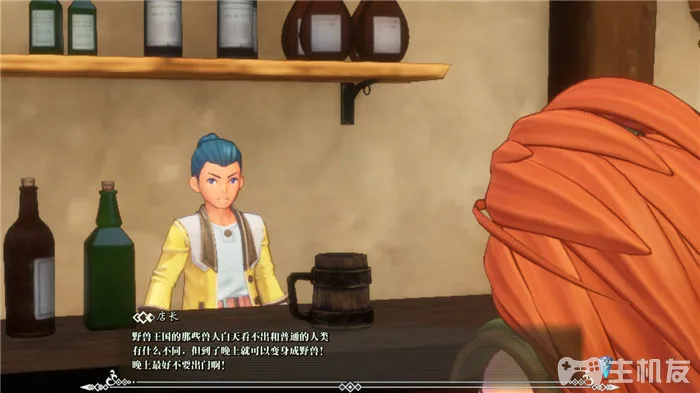 店长
野兽王国的那些兽人白天看不出和普通的人类
有什么不同，但到了晚上就可以变身成野兽！
晚上最好不要出门啊！
主机友